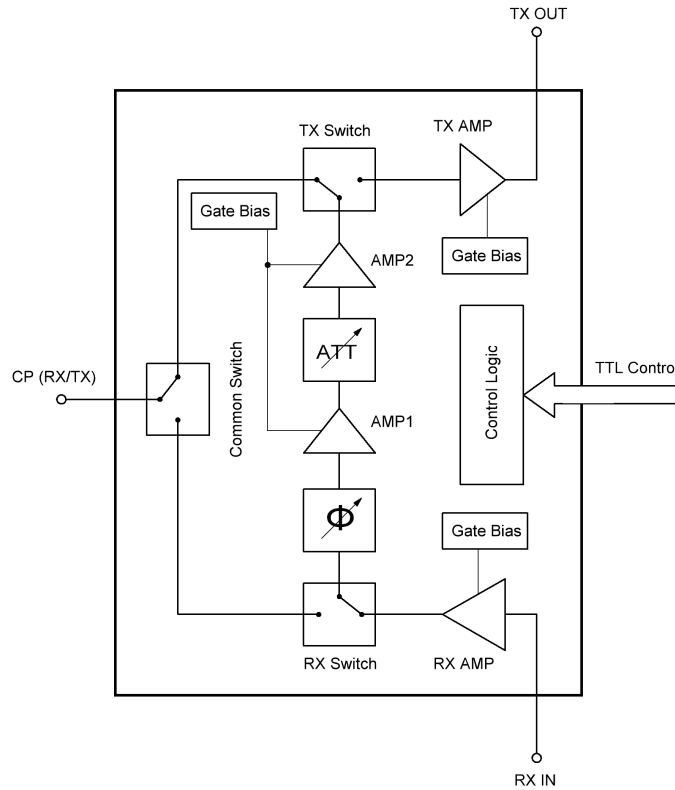 TX OUT
TX Switch
TX AMP
Gate Bias
AMP2
Gate Bias
ATT
TTL Contro
CP (RX/TX)
Common Switch
Control Logic
AMP1
Φ
Gate Bias
RX Switch
RX AMP
RX IN